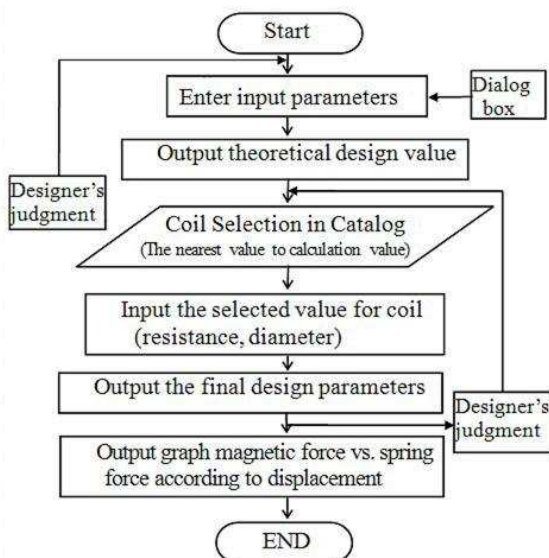 Start
Enter input parameters
Dialog
box
Output theoretical design value
Designer's
judgment
Coil Selection in Catalog
(The nearest value to calculation value)
Input the selected value for coil
(resistance, diameter)
Output the final design parameters
Designer's
judgment
Output graph magnetic force vs. spring
force according to displacement
END